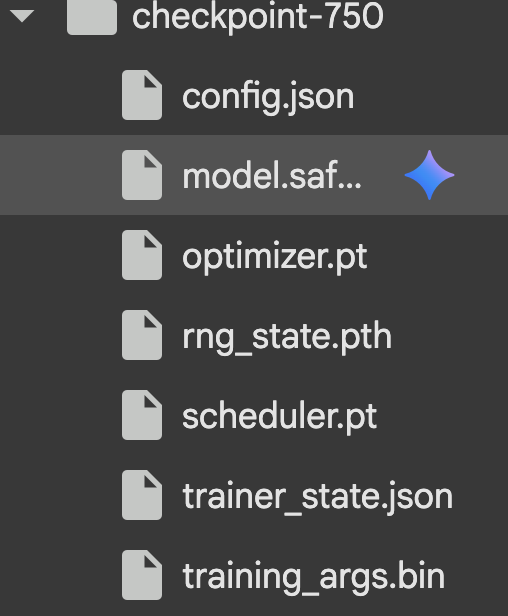 checkpoint-750
config.json
model.saf...
optimizer.pt
rng_state.pth
scheduler.pt
trainer_state.json
training_args.bin